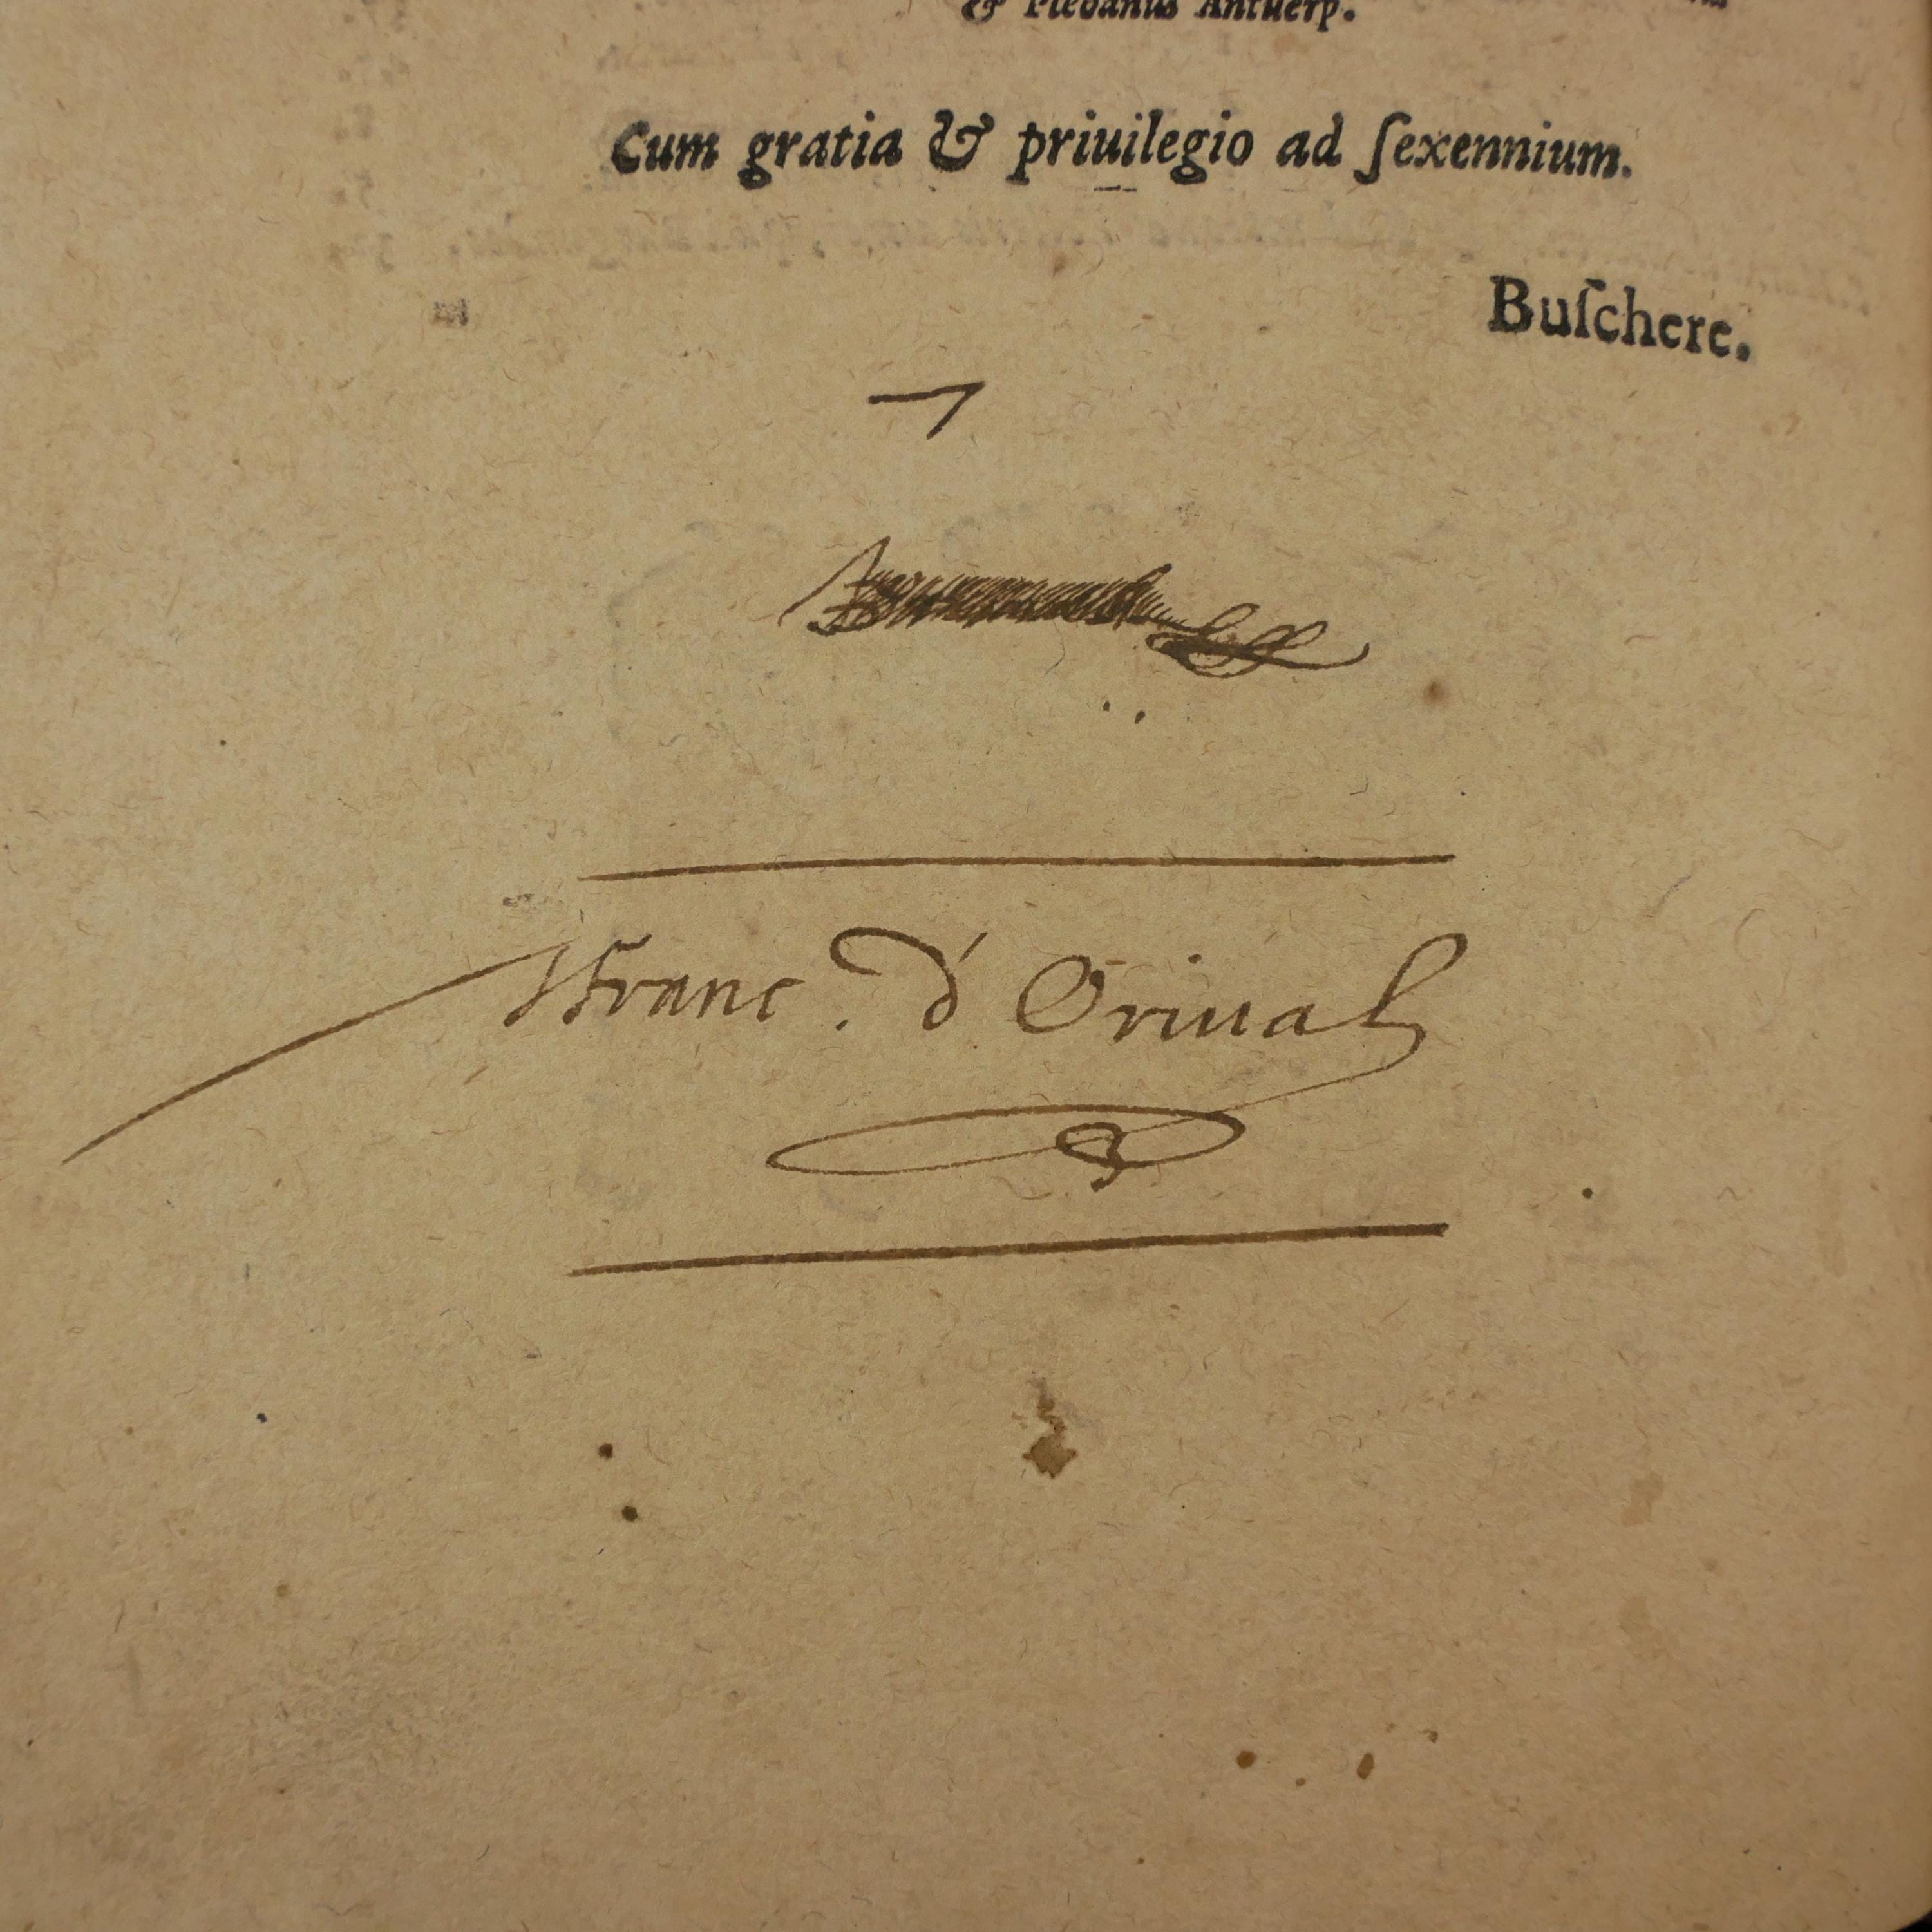 & Plebanus Antuerp.
Cum gratia & priuilegio ad ſexennium.
Buſchere.
Franc. d'Oriual